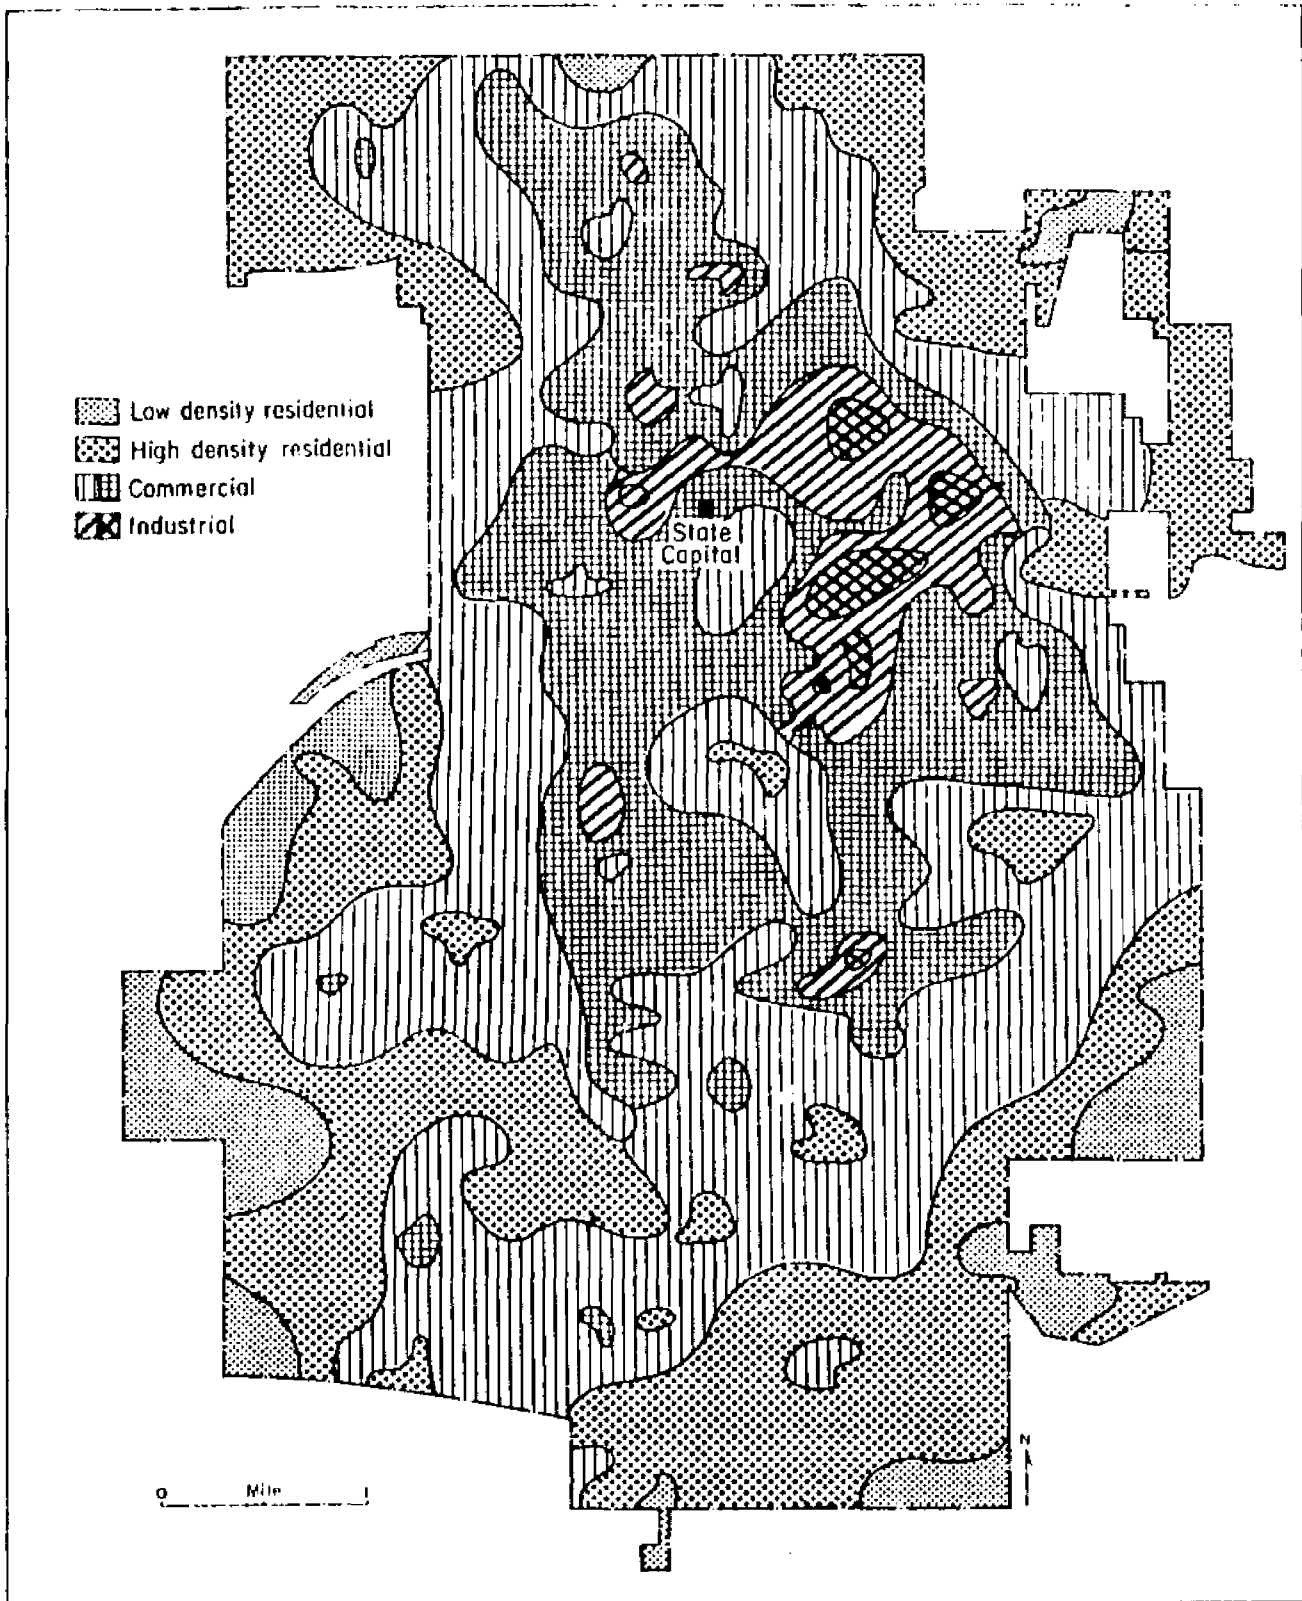 Low density residential
High density residential
Commercial
Industrial
State
Capital
N
0 Mile 1